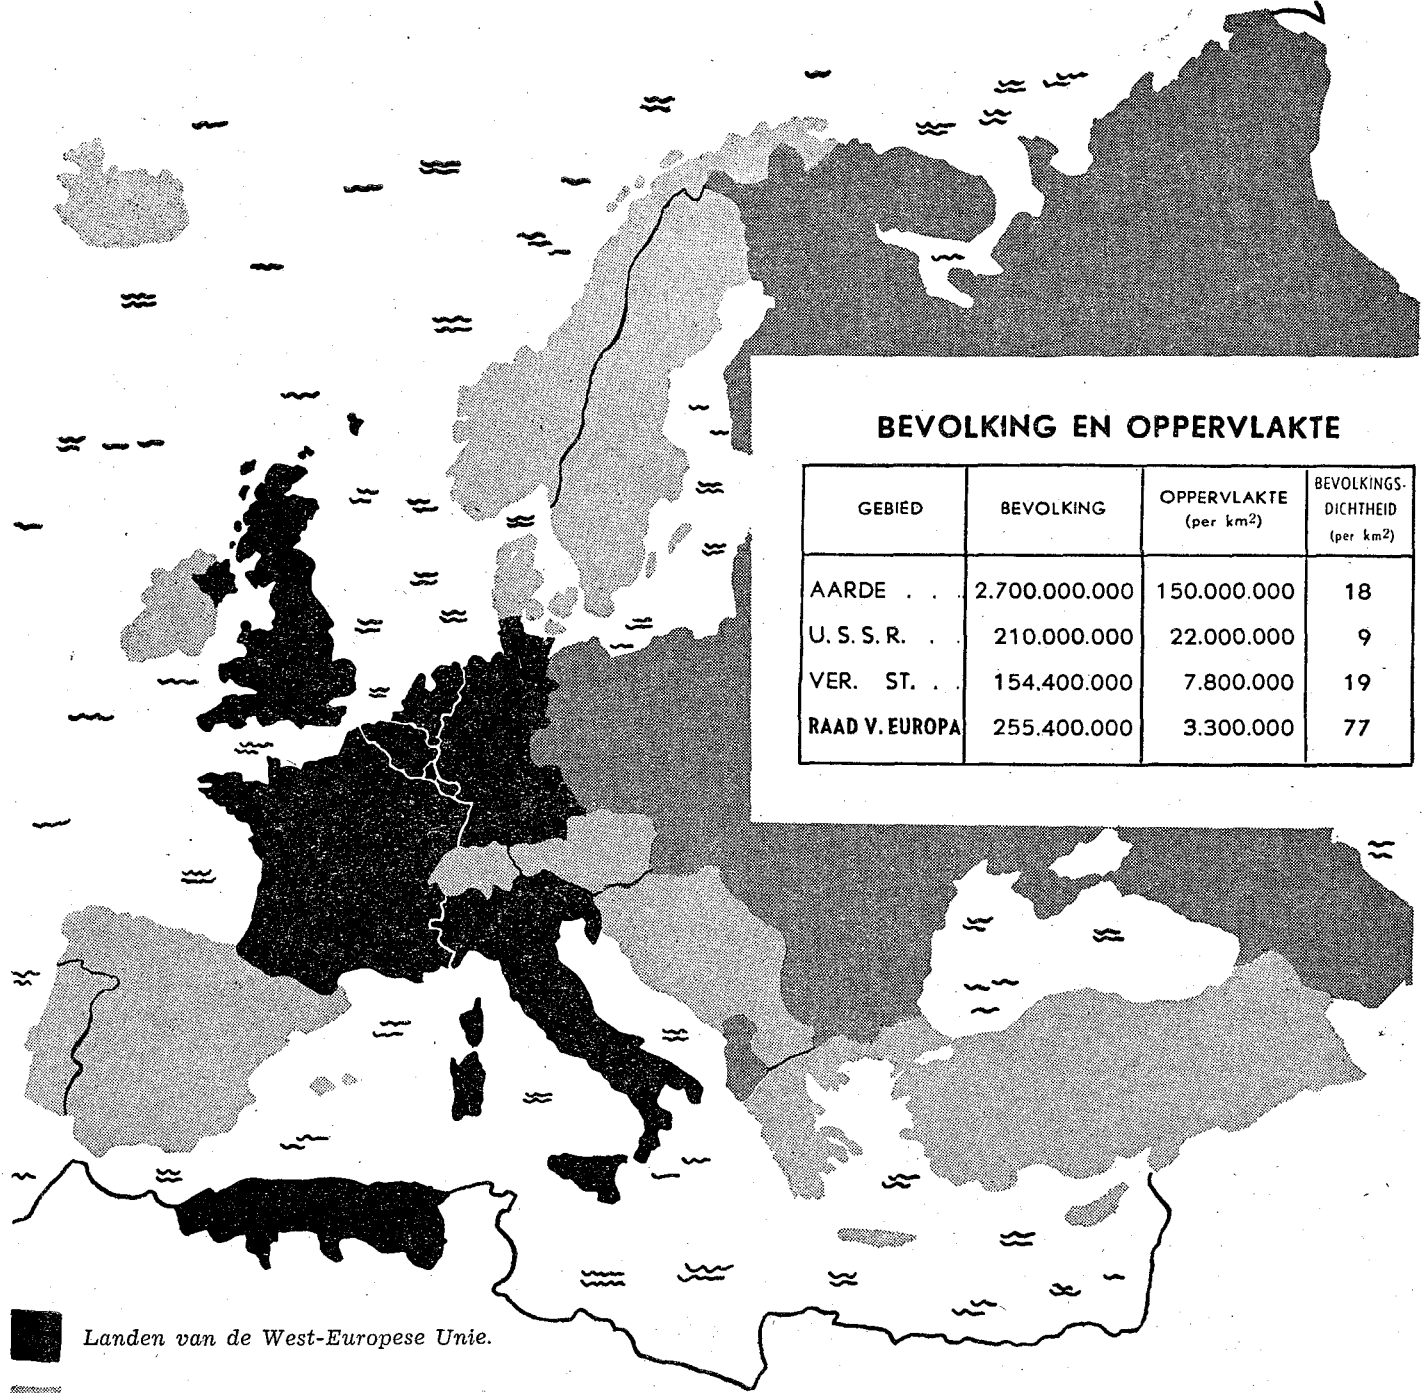 BEVOLKING EN OPPERVLAKTE
GEBIED BEVOLKING OPPERVLAKTE (per km2) BEVOLKINGS-DICHTHEID (per km2)
AARDE . . . 2.700.000.000 150.000.000 18
U.S.S.R. . . 210.000.000 22.000.000 9
VER. ST. . . 154.400.000 7.800.000 19
RAAD V. EUROPA 255.400.000 3.300.000 77
Landen van de West-Europese Unie.